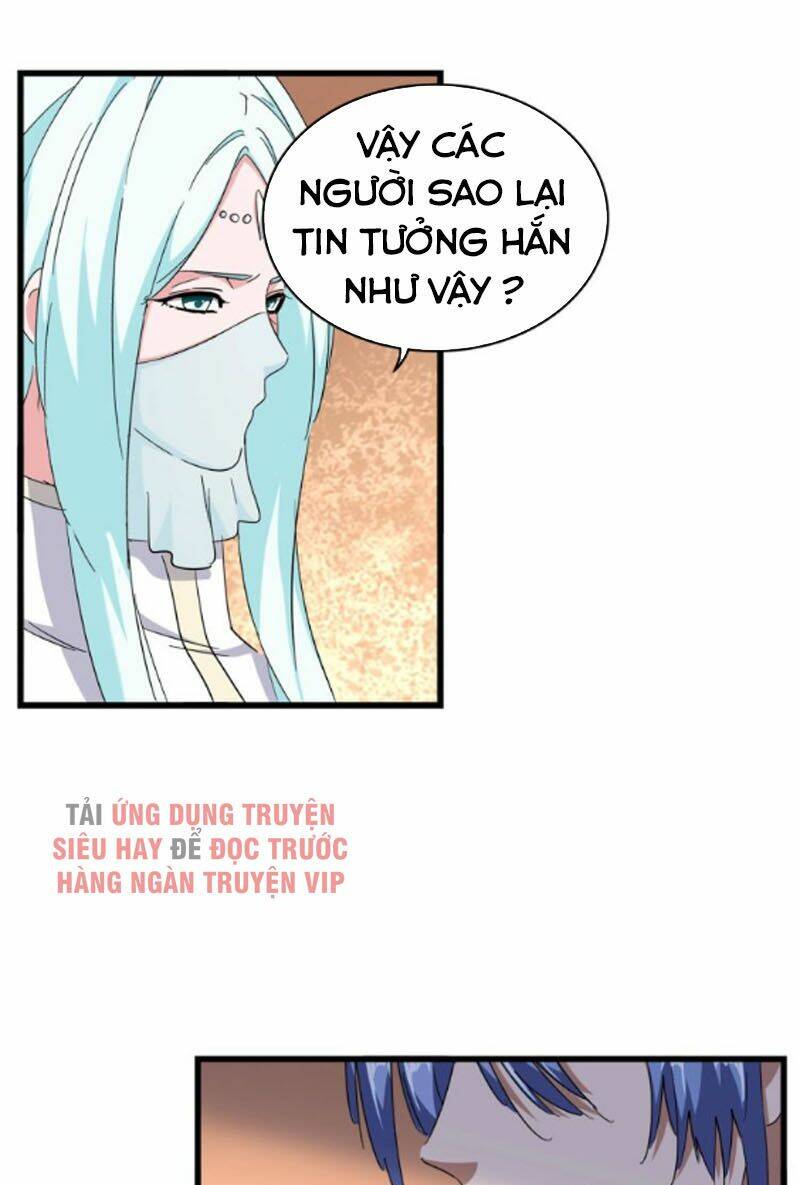 VẬY CÁC
NGƯỜI SAO LẠI
TIN TƯỞNG HẮN
NHƯ VẬY ?
TẢI ỨNG DỤNG TRUYỆN
SIÊU HAY ĐỂ ĐỌC TRƯỚC
HÀNG NGÀN TRUYỆN VIP